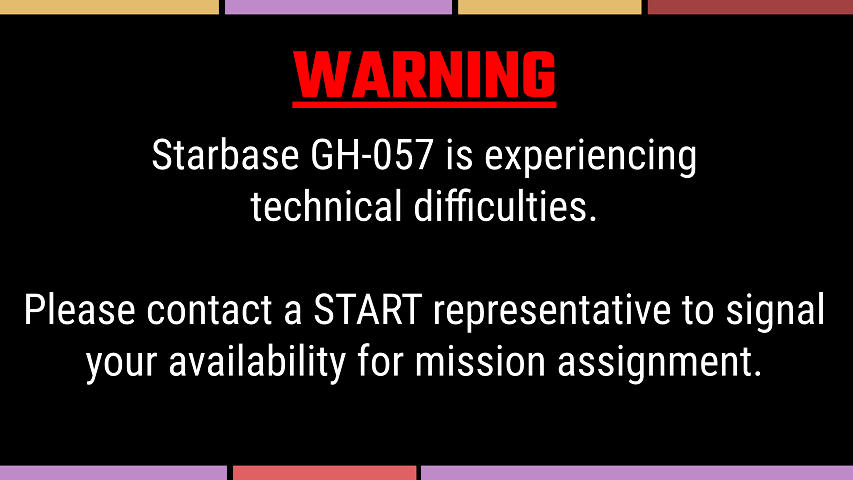 WARNING
Starbase GH-057 is experiencing
technical difficulties.
Please contact a START representative to signal
your availability for mission assignment.